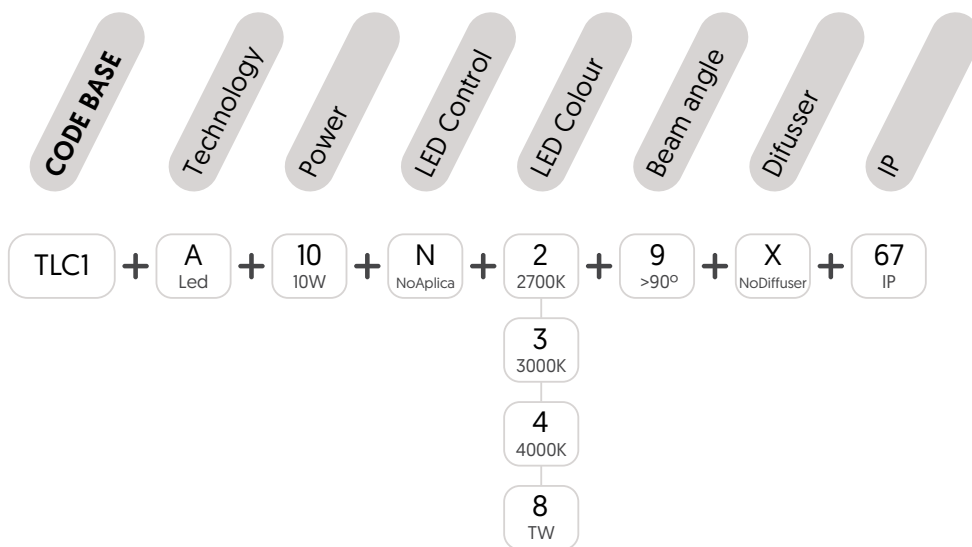 CODE BASE
Technology
Power
LED Control
LED Colour
Beam angle
Difusser
IP
TLC1 + A + 10 + N + 2 + 9 + X + 67
Led 10W NoAplica 2700K >90º NoDiffuser IP
3
3000K
4
4000K
8
TW